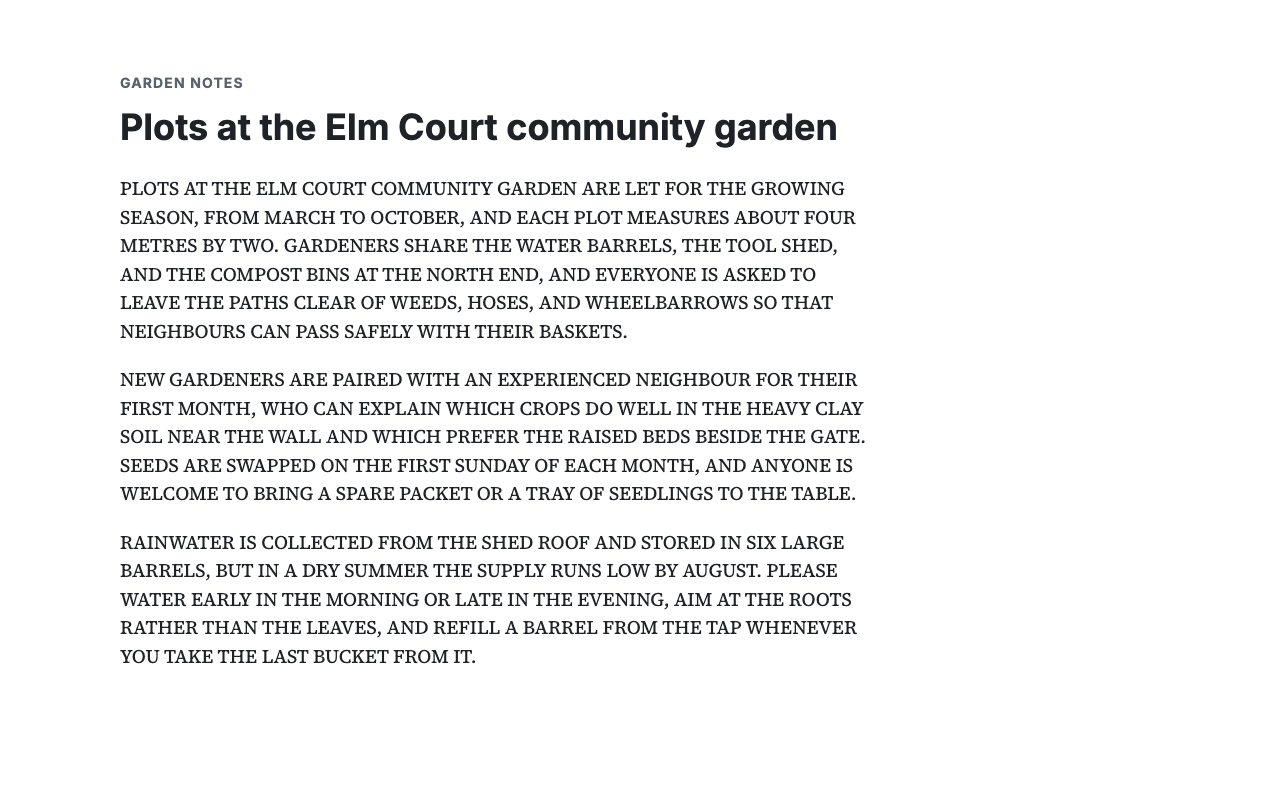 GARDEN NOTES
Plots at the Elm Court community garden
PLOTS AT THE ELM COURT COMMUNITY GARDEN ARE LET FOR THE GROWING
SEASON, FROM MARCH TO OCTOBER, AND EACH PLOT MEASURES ABOUT FOUR
METRES BY TWO. GARDENERS SHARE THE WATER BARRELS, THE TOOL SHED,
AND THE COMPOST BINS AT THE NORTH END, AND EVERYONE IS ASKED TO
LEAVE THE PATHS CLEAR OF WEEDS, HOSES, AND WHEELBARROWS SO THAT
NEIGHBOURS CAN PASS SAFELY WITH THEIR BASKETS.
NEW GARDENERS ARE PAIRED WITH AN EXPERIENCED NEIGHBOUR FOR THEIR
FIRST MONTH, WHO CAN EXPLAIN WHICH CROPS DO WELL IN THE HEAVY CLAY
SOIL NEAR THE WALL AND WHICH PREFER THE RAISED BEDS BESIDE THE GATE.
SEEDS ARE SWAPPED ON THE FIRST SUNDAY OF EACH MONTH, AND ANYONE IS
WELCOME TO BRING A SPARE PACKET OR A TRAY OF SEEDLINGS TO THE TABLE.
RAINWATER IS COLLECTED FROM THE SHED ROOF AND STORED IN SIX LARGE
BARRELS, BUT IN A DRY SUMMER THE SUPPLY RUNS LOW BY AUGUST. PLEASE
WATER EARLY IN THE MORNING OR LATE IN THE EVENING, AIM AT THE ROOTS
RATHER THAN THE LEAVES, AND REFILL A BARREL FROM THE TAP WHENEVER
YOU TAKE THE LAST BUCKET FROM IT.